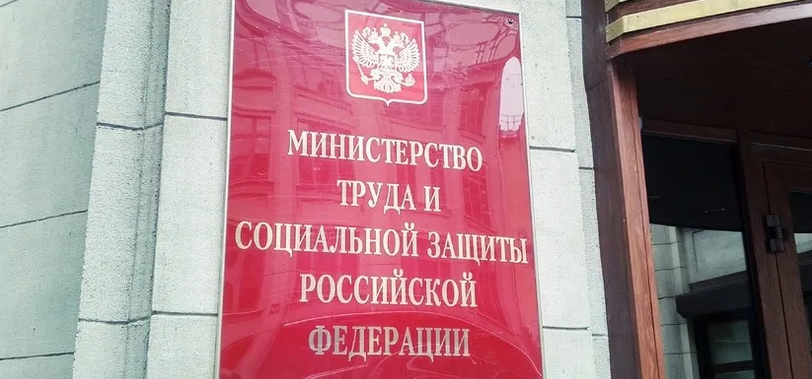 МИНИСТЕРСТВО
ТРУДА И
СОЦИАЛЬНОЙ ЗАЩИТЫ
РОССИЙСКОЙ
ФЕДЕРАЦИИ